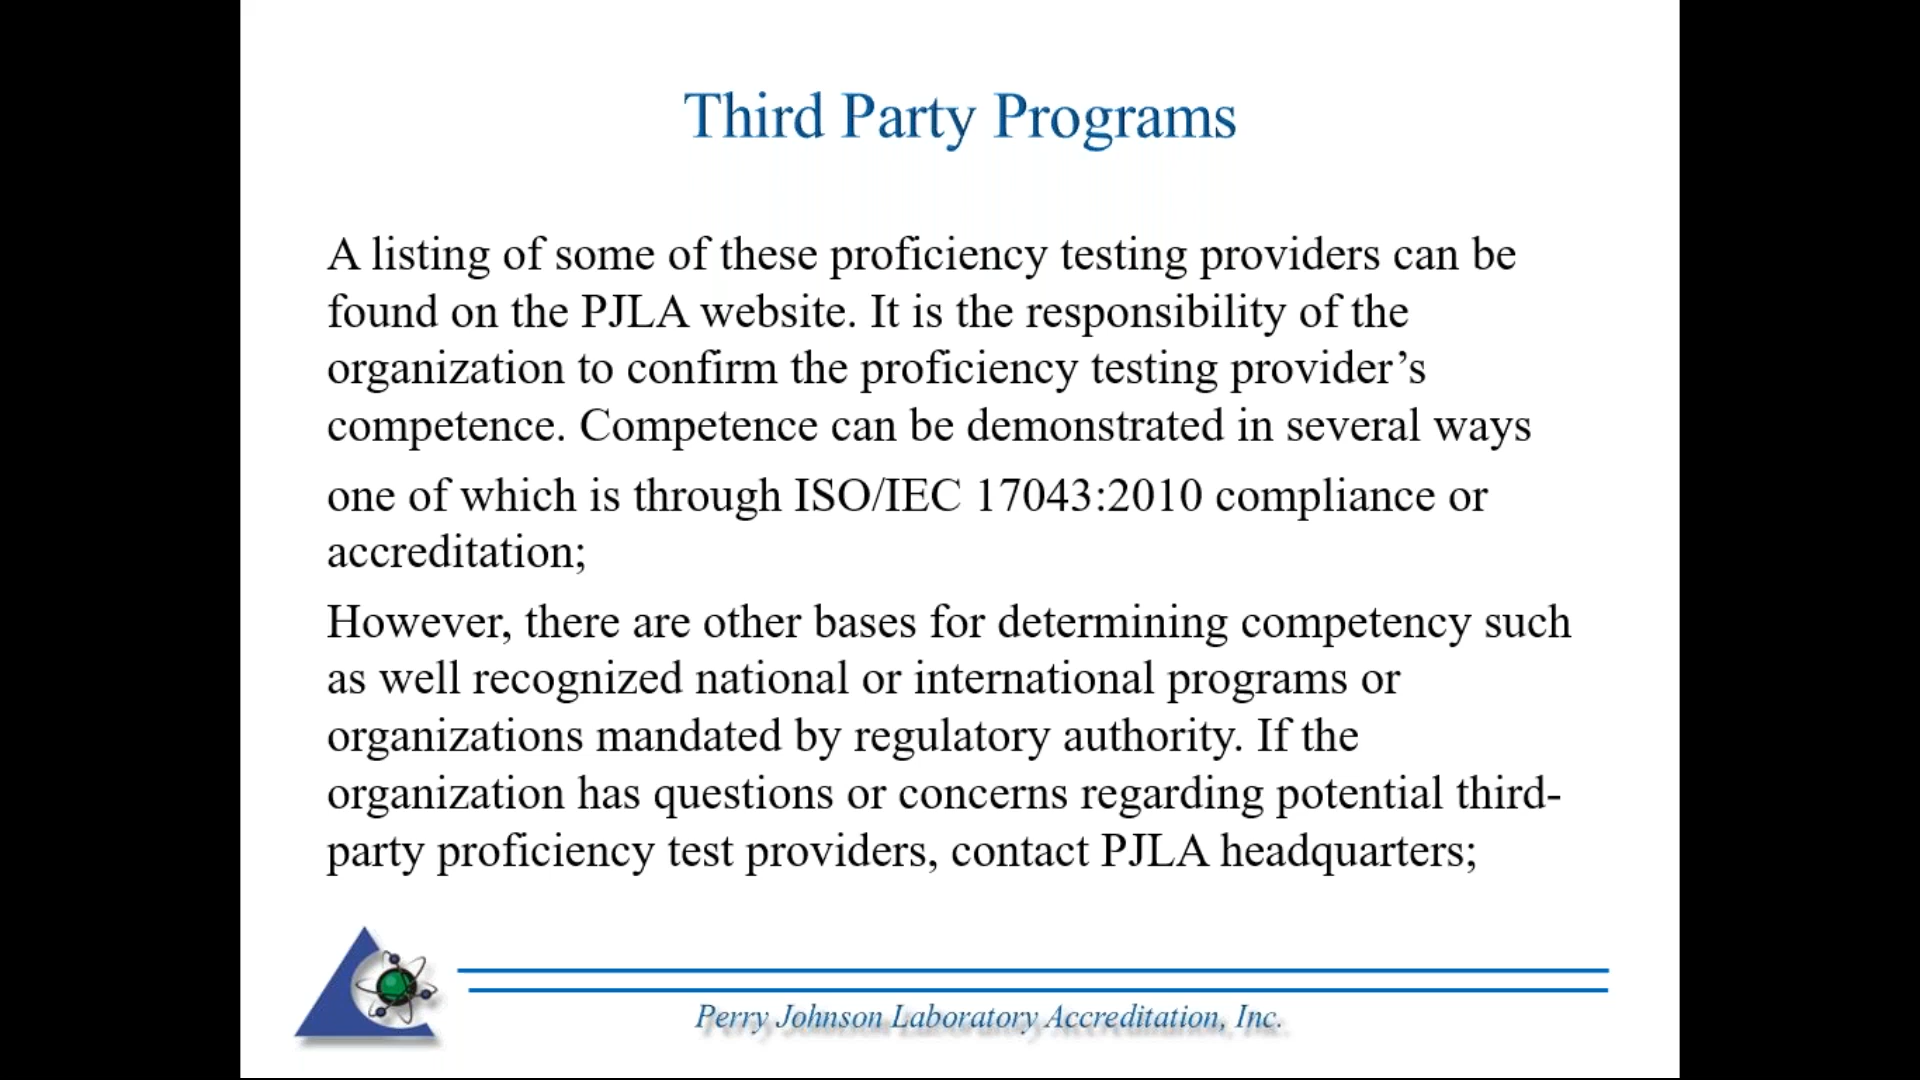 Third Party Programs
A listing of some of these proficiency testing providers can be
found on the PJLA website. It is the responsibility of the
organization to confirm the proficiency testing provider’s
competence. Competence can be demonstrated in several ways
one of which is through ISO/IEC 17043:2010 compliance or
accreditation;
However, there are other bases for determining competency such
as well recognized national or international programs or
organizations mandated by regulatory authority. If the
organization has questions or concerns regarding potential third-
party proficiency test providers, contact PJLA headquarters;
Perry Johnson Laboratory Accreditation, Inc.